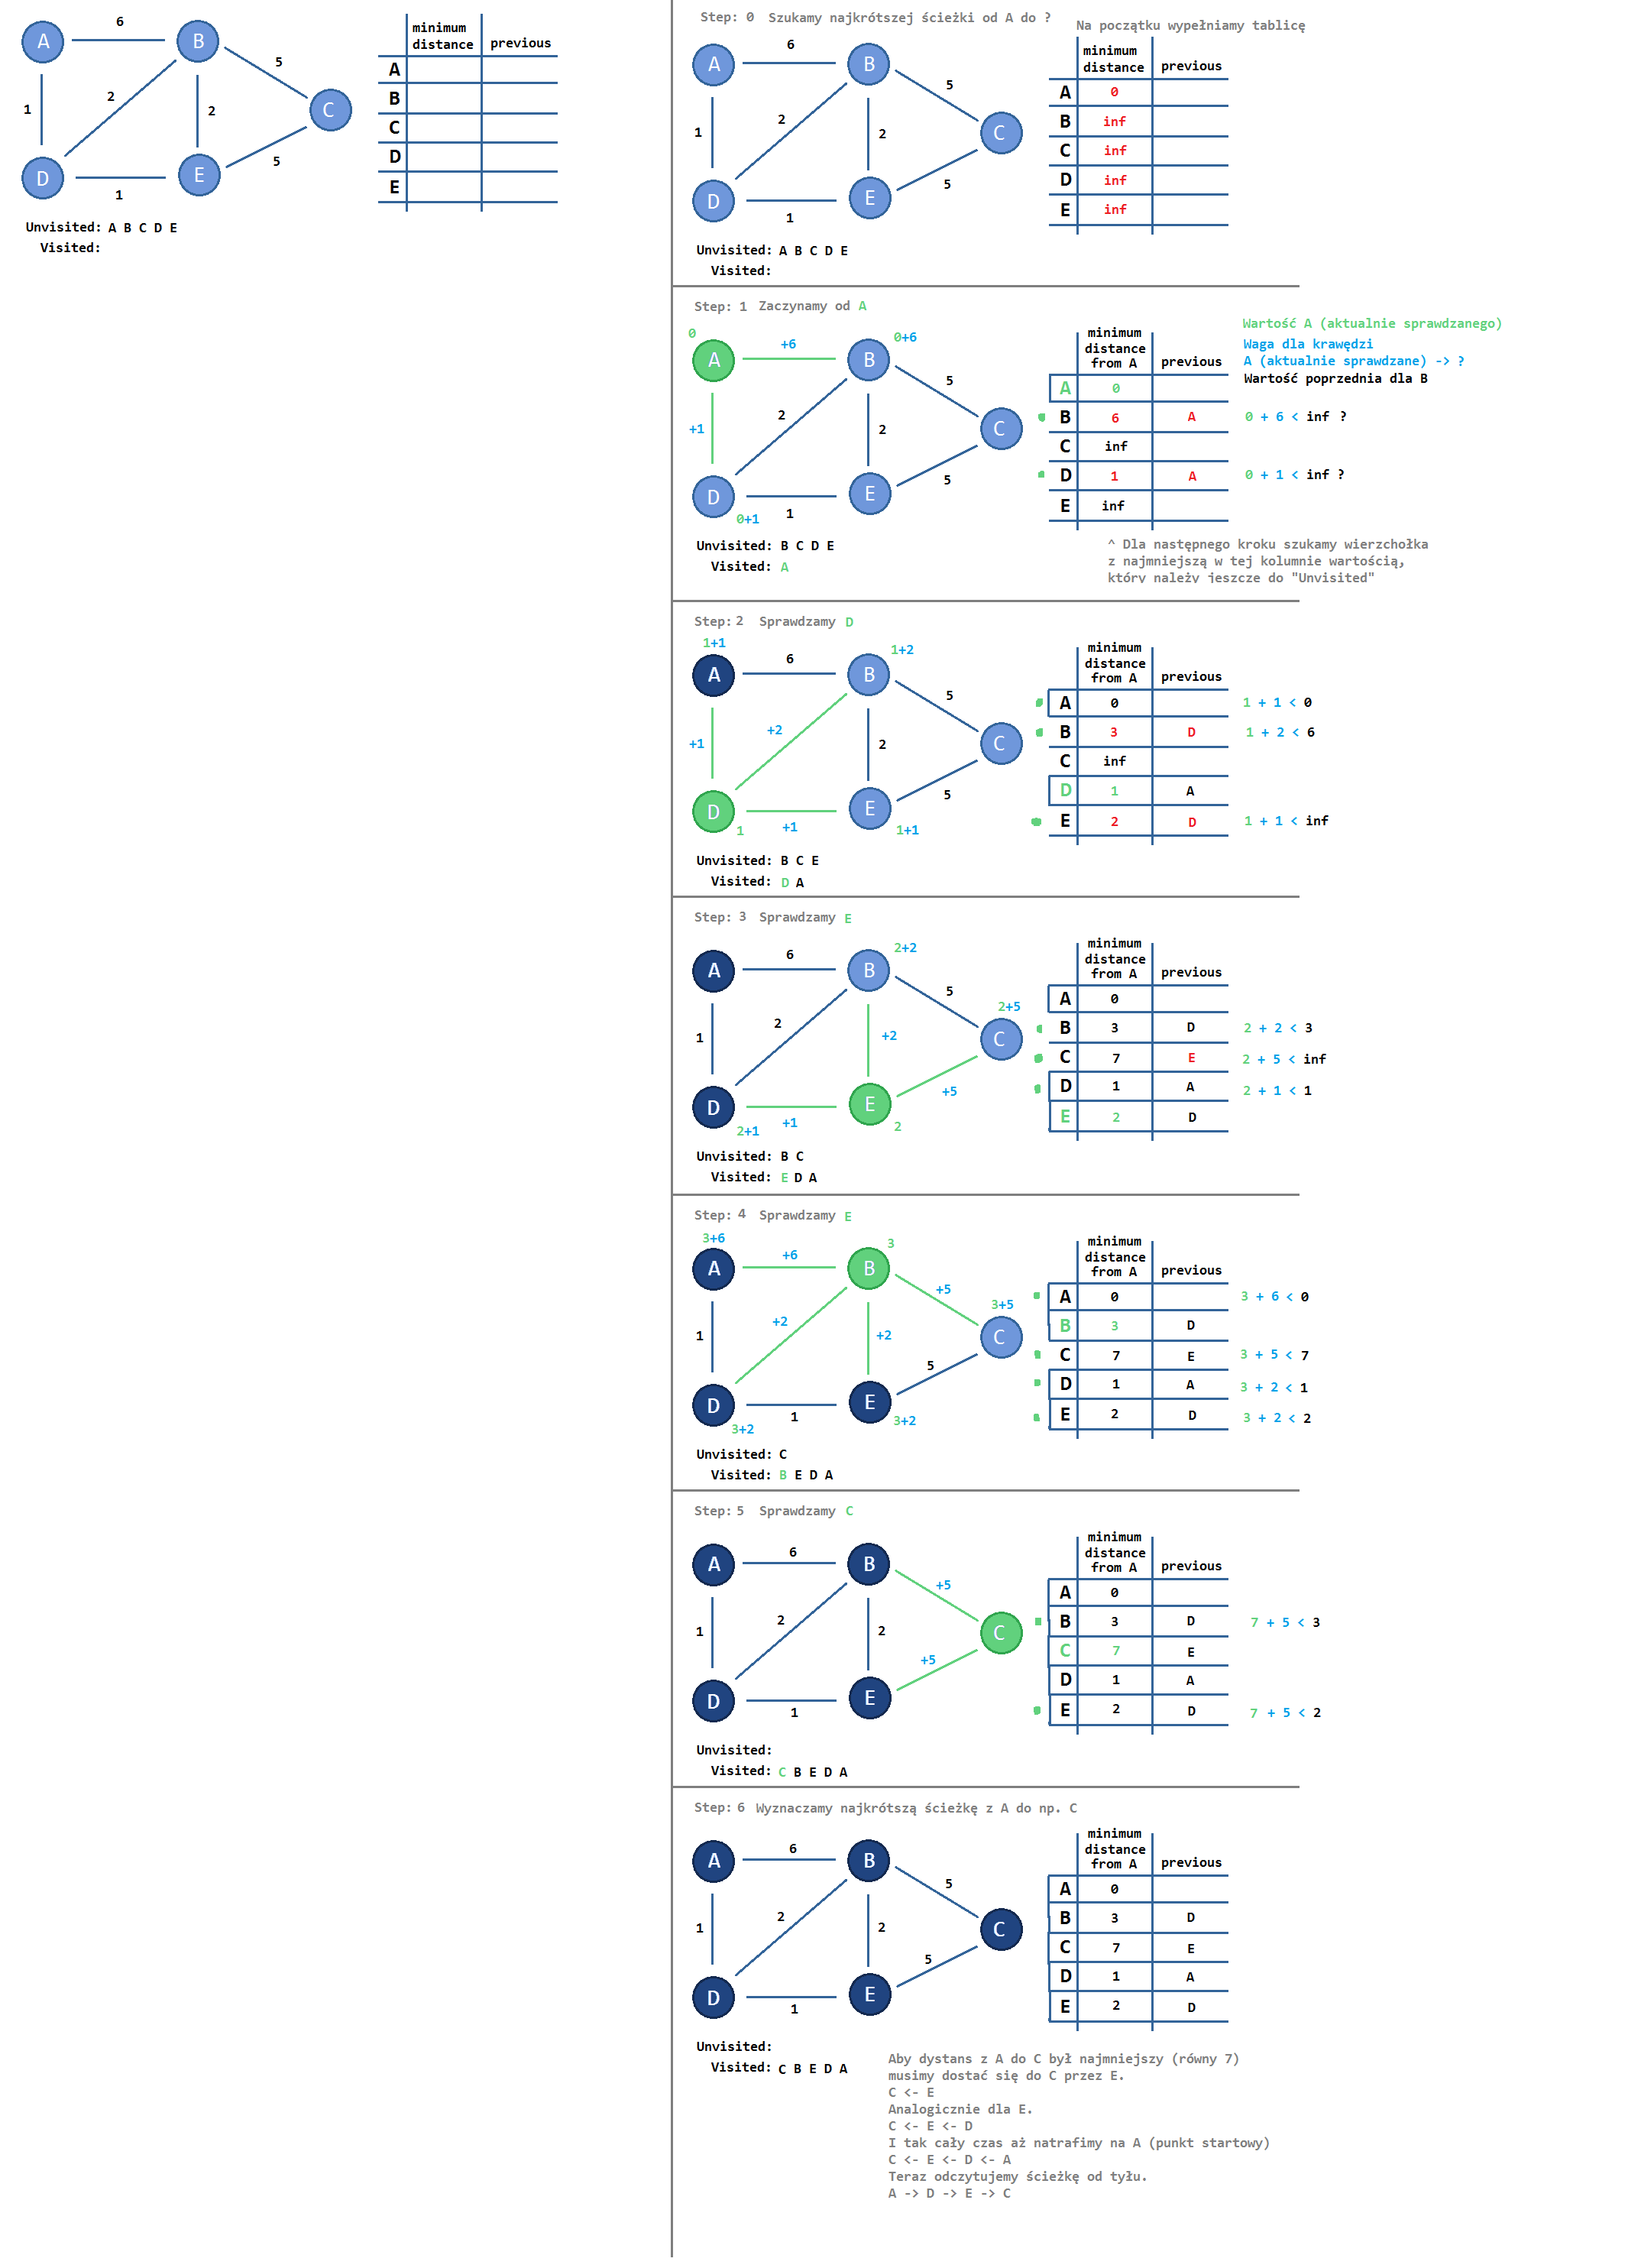 6
A
B
5
2
1
2
C
5
D
E
1
minimum
distance previous
A
B
C
D
E
Unvisited: A B C D E
Visited:
Step: 0 Szukamy najkrótszej ścieżki od A do ?
Na początku wypełniamy tablicę
6
A
B
5
2
1
2
C
5
D
E
1
minimum
distance previous
A 0
B inf
C inf
D inf
E inf
Unvisited: A B C D E
Visited:
Step: 1 Zaczynamy od A
0
+6
0+6
A
B
5
2
+1
2
C
5
D
E
0+1
1
minimum
distance
from A previous
A 0
B 6 A
C inf
D 1 A
E inf
Wartość A (aktualnie sprawdzanego)
Waga dla krawędzi
A (aktualnie sprawdzane) -> ?
Wartość poprzednia dla B
0 + 6 < inf ?
0 + 1 < inf ?
Unvisited: B C D E
Visited: A
^ Dla następnego kroku szukamy wierzchołka
z najmniejszą w tej kolumnie wartością,
który należy jeszcze do "Unvisited"
Step: 2 Sprawdzamy D
1+1
6
1+2
A
B
5
+2
+1
2
C
5
D
E
1
+1
1+1
minimum
distance
from A previous
A 0
B 3 D
C inf
D 1 A
E 2 D
1 + 1 < 0
1 + 2 < 6
1 + 1 < inf
Unvisited: B C E
Visited: D A
Step: 3 Sprawdzamy E
6
2+2
A
B
5
2+5
2
1
+2
C
+5
D
E
2+1
+1
2
minimum
distance
from A previous
A 0
B 3 D
C 7 E
D 1 A
E 2 D
2 + 2 < 3
2 + 5 < inf
2 + 1 < 1
Unvisited: B C
Visited: E D A
Step: 4 Sprawdzamy E
3+6
+6
3
A
B
+5
3+5
+2
1
+2
C
5
D
E
3+2
1
3+2
minimum
distance
from A previous
A 0
B 3 D
C 7 E
D 1 A
E 2 D
3 + 6 < 0
3 + 5 < 7
3 + 2 < 1
3 + 2 < 2
Unvisited: C
Visited: B E D A
Step: 5 Sprawdzamy C
6
A
B
+5
2
1
2
C
+5
D
E
1
minimum
distance
from A previous
A 0
B 3 D
C 7 E
D 1 A
E 2 D
7 + 5 < 3
7 + 5 < 2
Unvisited:
Visited: C B E D A
Step: 6 Wyznaczamy najkrótszą ścieżkę z A do np. C
6
A
B
5
2
1
2
C
5
D
E
1
minimum
distance
from A previous
A 0
B 3 D
C 7 E
D 1 A
E 2 D
Unvisited:
Visited: C B E D A
Aby dystans z A do C był najmniejszy (równy 7)
musimy dostać się do C przez E.
C <- E
Analogicznie dla E.
C <- E <- D
I tak cały czas aż natrafimy na A (punkt startowy)
C <- E <- D <- A
Teraz odczytujemy ścieżkę od tyłu.
A -> D -> E -> C